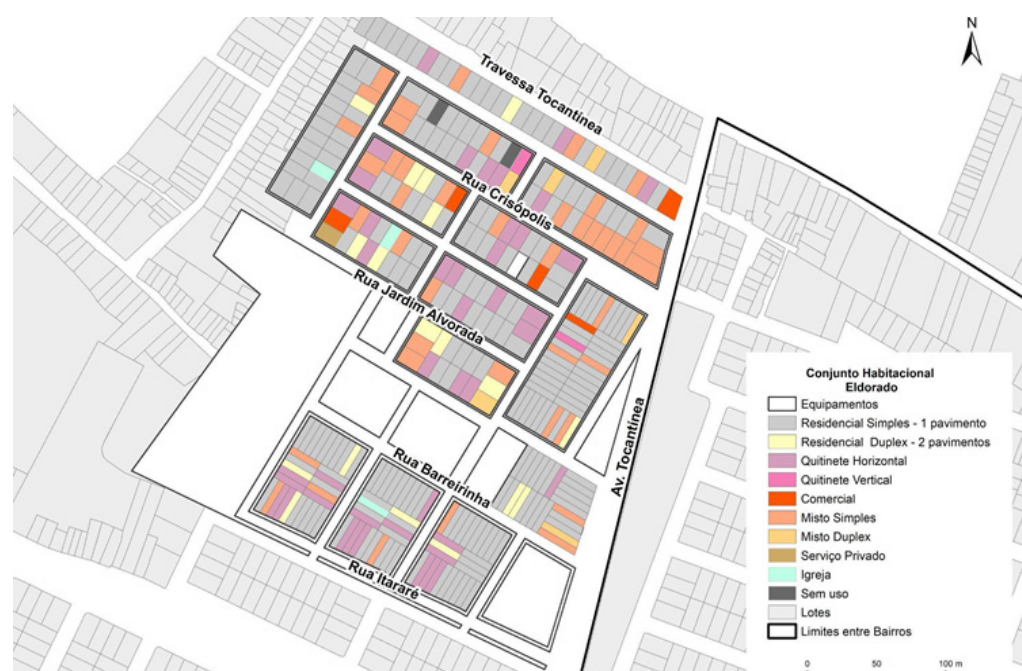 N
Travessa Tocantínea
Rua Crisópolis
Rua Jardim Alvorada
Av. Tocantínea
Rua Barreirinha
Rua Itararé
Conjunto Habitacional
Eldorado
Equipamentos
Residencial Simples - 1 pavimento
Residencial Duplex - 2 pavimentos
Quitinete Horizontal
Quitinete Vertical
Comercial
Misto Simples
Misto Duplex
Serviço Privado
Igreja
Sem uso
Lotes
Limites entre Bairros
0 50 100 m